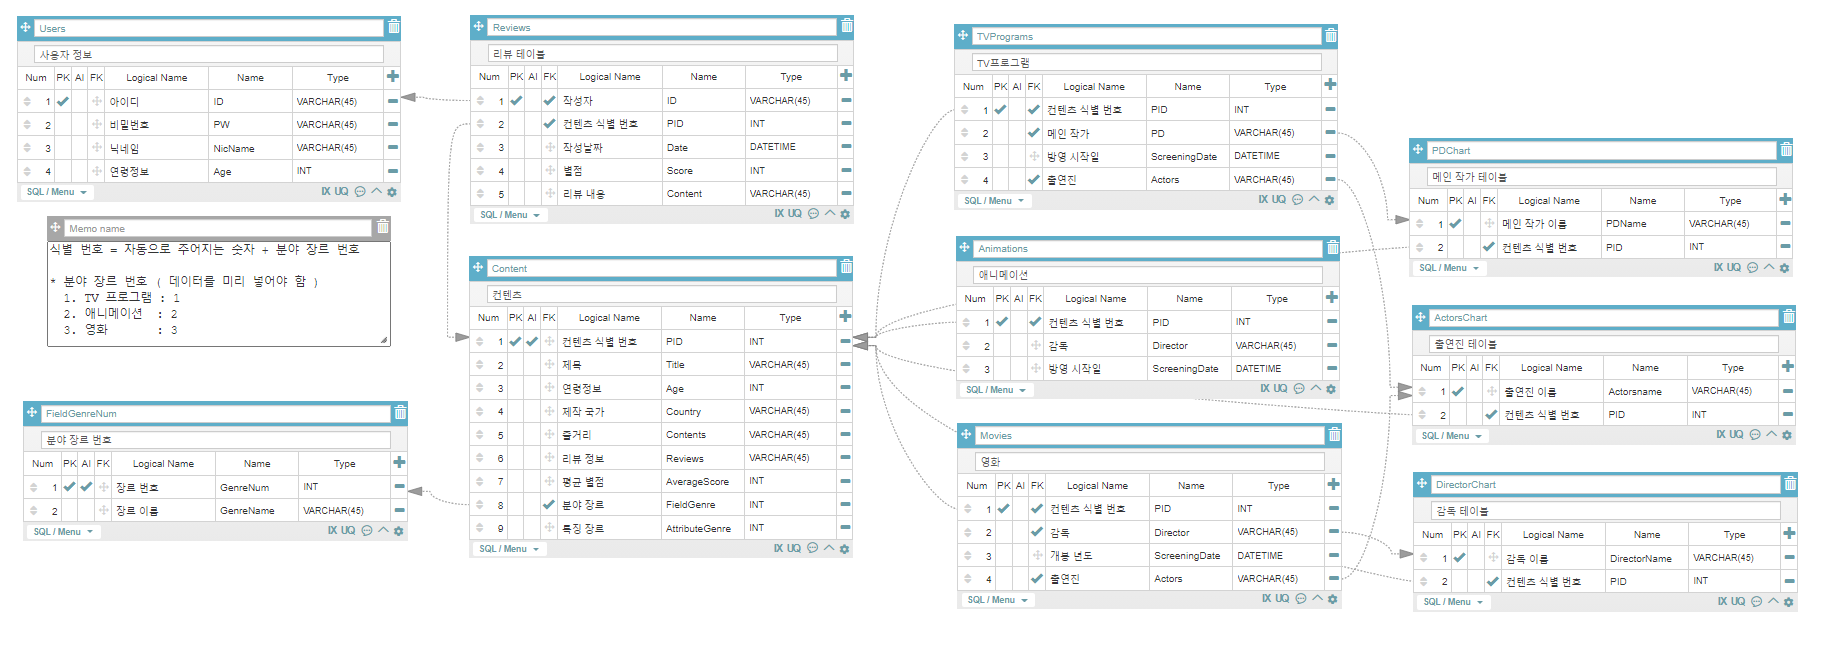 Users
사용자 정보
Num PK AI FK Logical Name Name Type
1 아이디 ID VARCHAR(45)
2 비밀번호 PW VARCHAR(45)
3 닉네임 NicName VARCHAR(45)
4 연령정보 Age INT
SQL / Menu IX UQ
Memo name
식별 번호 = 자동으로 주어지는 숫자 + 분야 장르 번호
* 분야 장르 번호 ( 데이터를 미리 넣어야 함 )
1. TV 프로그램 : 1
2. 애니메이션 : 2
3. 영화 : 3
FieldGenreNum
분야 장르 번호
Num PK AI FK Logical Name Name Type
1 장르 번호 GenreNum INT
2 장르 이름 GenreName VARCHAR(45)
SQL / Menu IX UQ
Reviews
리뷰 테이블
Num PK AI FK Logical Name Name Type
1 작성자 ID VARCHAR(45)
2 컨텐츠 식별 번호 PID INT
3 작성날짜 Date DATETIME
4 별점 Score INT
5 리뷰 내용 Content VARCHAR(45)
SQL / Menu IX UQ
Content
컨텐츠
Num PK AI FK Logical Name Name Type
1 컨텐츠 식별 번호 PID INT
2 제목 Title VARCHAR(45)
3 연령정보 Age INT
4 제작 국가 Country VARCHAR(45)
5 줄거리 Contents VARCHAR(45)
6 리뷰 정보 Reviews VARCHAR(45)
7 평균 별점 AverageScore INT
8 분야 장르 FieldGenre INT
9 특징 장르 AttributeGenre INT
SQL / Menu IX UQ
TVPrograms
TV프로그램
Num PK AI FK Logical Name Name Type
1 컨텐츠 식별 번호 PID INT
2 메인 작가 PD VARCHAR(45)
3 방영 시작일 ScreeningDate DATETIME
4 출연진 Actors VARCHAR(45)
SQL / Menu IX UQ
Animations
애니메이션
Num PK AI FK Logical Name Name Type
1 컨텐츠 식별 번호 PID INT
2 감독 Director VARCHAR(45)
3 방영 시작일 ScreeningDate DATETIME
SQL / Menu IX UQ
Movies
영화
Num PK AI FK Logical Name Name Type
1 컨텐츠 식별 번호 PID INT
2 감독 Director VARCHAR(45)
3 개봉 년도 ScreeningDate DATETIME
4 출연진 Actors VARCHAR(45)
SQL / Menu IX UQ
PDChart
메인 작가 테이블
Num PK AI FK Logical Name Name Type
1 메인 작가 이름 PDName VARCHAR(45)
2 컨텐츠 식별 번호 PID INT
SQL / Menu IX UQ
ActorsChart
출연진 테이블
Num PK AI FK Logical Name Name Type
1 출연진 이름 Actorsname VARCHAR(45)
2 컨텐츠 식별 번호 PID INT
SQL / Menu IX UQ
DirectorChart
감독 테이블
Num PK AI FK Logical Name Name Type
1 감독 이름 DirectorName VARCHAR(45)
2 컨텐츠 식별 번호 PID INT
SQL / Menu IX UQ